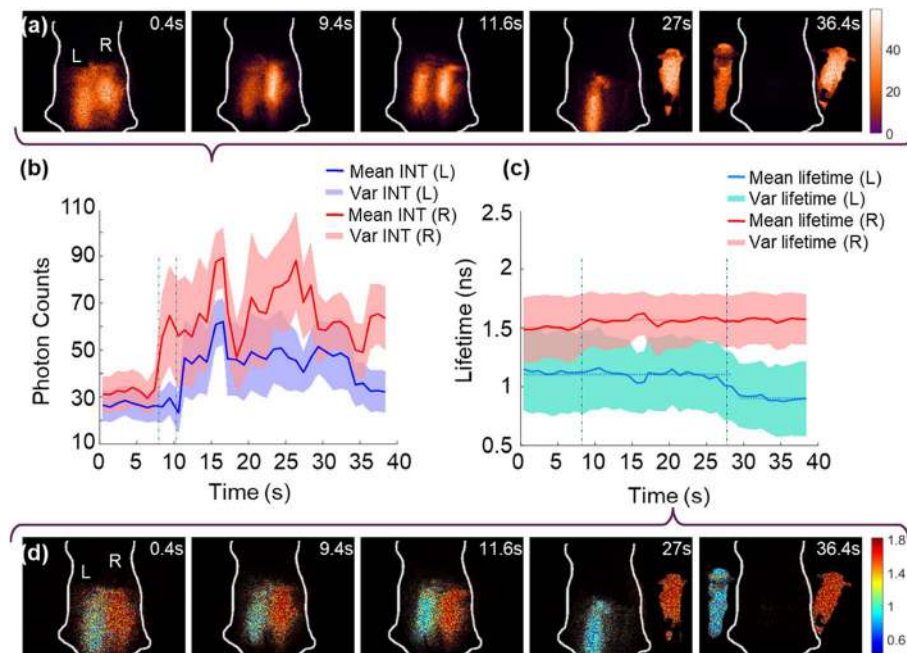 (a) 0.4s 9.4s 11.6s 27s 36.4s
L R
40
20
0
(b)
Mean INT (L)
Var INT (L)
Mean INT (R)
Var INT (R)
110
90
70
50
30
10
Photon Counts
0 5 10 15 20 25 30 35 40
Time (s)
(c)
Mean lifetime (L)
Var lifetime (L)
Mean lifetime (R)
Var lifetime (R)
2.5
2
1.5
1
0.5
Lifetime (ns)
0 5 10 15 20 25 30 35 40
Time (s)
(d) 0.4s 9.4s 11.6s 27s 36.4s
L R
1.8
1.4
1
0.6